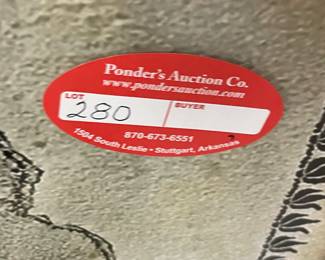 Ponder's Auction Co.
www.pondersauction.com
LOT
280
BUYER
870-673-6551
1504 South Leslie • Stuttgart, Arkansas